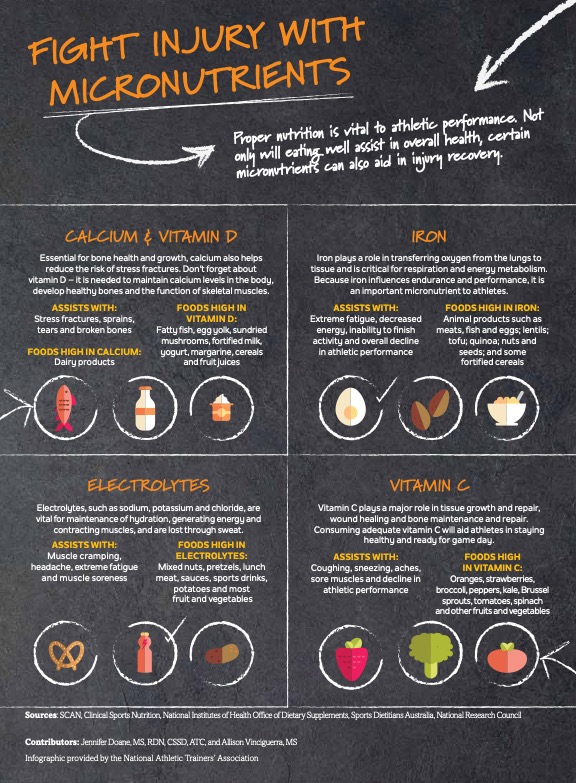 FIGHT INJURY WITH
MICRONUTRIENTS
Proper nutrition is vital to athletic performance. Not
only will eating well assist in overall health, certain
micronutrients can also aid in injury recovery.
CALCIUM & VITAMIN D
Essential for bone health and growth, calcium also helps
reduce the risk of stress fractures. Don't forget about
vitamin D – it is needed to maintain calcium levels in the body,
develop healthy bones and the function of skeletal muscles.
ASSISTS WITH:
Stress fractures, sprains,
tears and broken bones
FOODS HIGH IN CALCIUM:
Dairy products
FOODS HIGH IN
VITAMIN D:
Fatty fish, egg yolk, sundried
mushrooms, fortified milk,
yogurt, margarine, cereals
and fruit juices
IRON
Iron plays a role in transferring oxygen from the lungs to
tissue and is critical for respiration and energy metabolism.
Because iron influences endurance and performance, it is
an important micronutrient to athletes.
ASSISTS WITH:
Extreme fatigue, decreased
energy, inability to finish
activity and overall decline
in athletic performance
FOODS HIGH IN IRON:
Animal products such as
meats, fish and eggs; lentils;
tofu; quinoa; nuts and
seeds; and some
fortified cereals
ELECTROLYTES
Electrolytes, such as sodium, potassium and chloride, are
vital for maintenance of hydration, generating energy and
contracting muscles, and are lost through sweat.
ASSISTS WITH:
Muscle cramping,
headache, extreme fatigue
and muscle soreness
FOODS HIGH IN
ELECTROLYTES:
Mixed nuts, pretzels, lunch
meat, sauces, sports drinks,
potatoes and most
fruit and vegetables
VITAMIN C
Vitamin C plays a major role in tissue growth and repair,
wound healing and bone maintenance and repair.
Consuming adequate vitamin C will aid athletes in staying
healthy and ready for game day.
ASSISTS WITH:
Coughing, sneezing, aches,
sore muscles and decline in
athletic performance
FOODS HIGH
IN VITAMIN C:
Oranges, strawberries,
broccoli, peppers, kale, Brussel
sprouts, tomatoes, spinach
and other fruits and vegetables
Sources: SCAN, Clinical Sports Nutrition, National Institutes of Health Office of Dietary Supplements, Sports Dietitians Australia, National Research Council
Contributors: Jennifer Doane, MS, RDN, CSSD, ATC, and Allison Vinciguerra, MS
Infographic provided by the National Athletic Trainers' Association